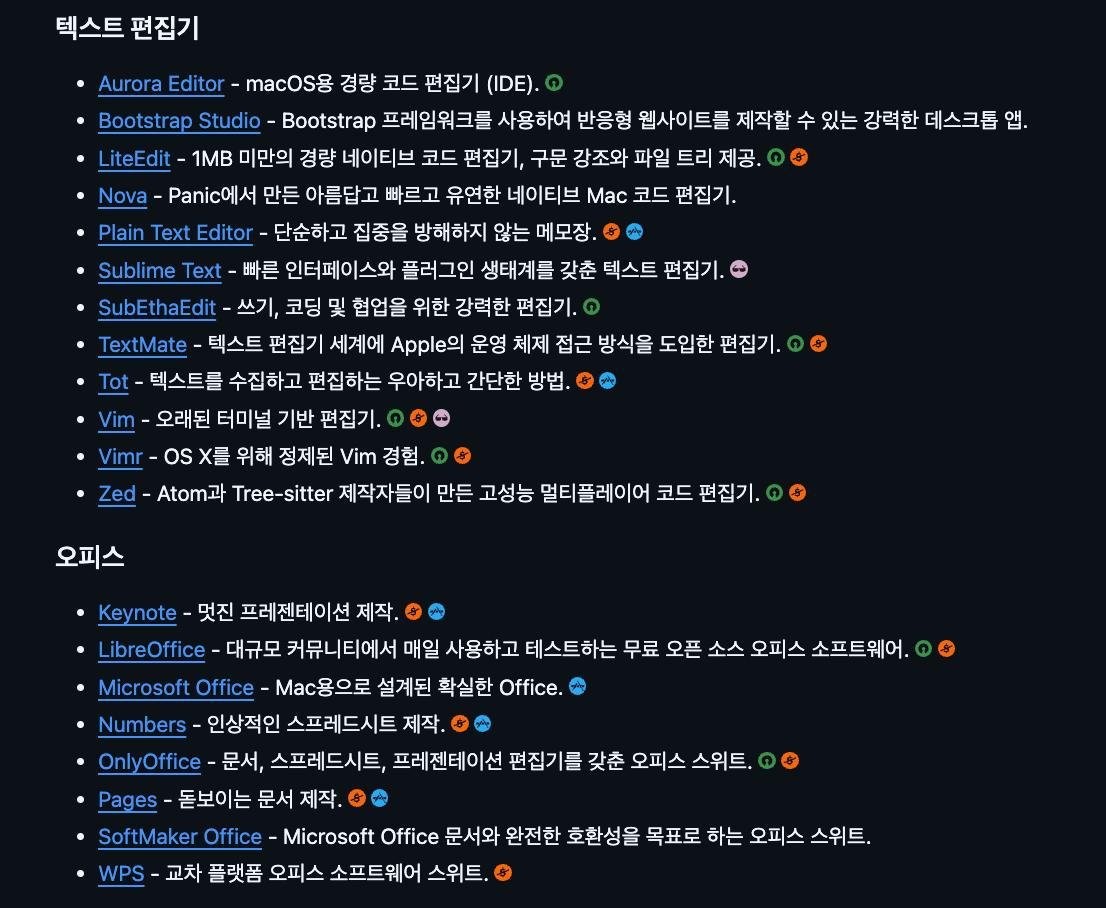 텍스트 편집기
Aurora Editor - macOS용 경량 코드 편집기 (IDE).
Bootstrap Studio - Bootstrap 프레임워크를 사용하여 반응형 웹사이트를 제작할 수 있는 강력한 데스크톱 앱.
LiteEdit - 1MB 미만의 경량 네이티브 코드 편집기, 구문 강조와 파일 트리 제공.
Nova - Panic에서 만든 아름답고 빠르고 유연한 네이티브 Mac 코드 편집기.
Plain Text Editor - 단순하고 집중을 방해하지 않는 메모장.
Sublime Text - 빠른 인터페이스와 플러그인 생태계를 갖춘 텍스트 편집기.
SubEthaEdit - 쓰기, 코딩 및 협업을 위한 강력한 편집기.
TextMate - 텍스트 편집기 세계에 Apple의 운영 체제 접근 방식을 도입한 편집기.
Tot - 텍스트를 수집하고 편집하는 우아하고 간단한 방법.
Vim - 오래된 터미널 기반 편집기.
Vimr - OS X를 위해 정제된 Vim 경험.
Zed - Atom과 Tree-sitter 제작자들이 만든 고성능 멀티플레이어 코드 편집기.
오피스
Keynote - 멋진 프레젠테이션 제작.
LibreOffice - 대규모 커뮤니티에서 매일 사용하고 테스트하는 무료 오픈 소스 오피스 소프트웨어.
Microsoft Office - Mac용으로 설계된 확실한 Office.
Numbers - 인상적인 스프레드시트 제작.
OnlyOffice - 문서, 스프레드시트, 프레젠테이션 편집기를 갖춘 오피스 스위트.
Pages - 돋보이는 문서 제작.
SoftMaker Office - Microsoft Office 문서와 완전한 호환성을 목표로 하는 오피스 스위트.
WPS - 교차 플랫폼 오피스 소프트웨어 스위트.